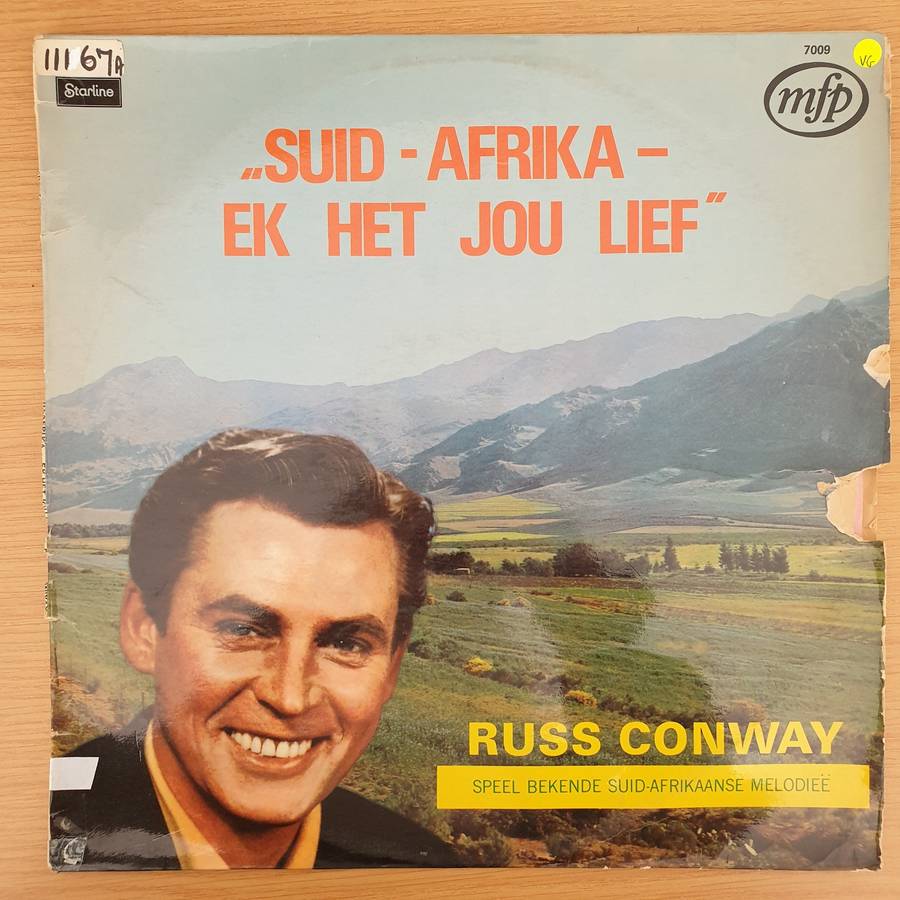 11167A
Starline
7009
VG
mfp
„SUID - AFRIKA –
EK HET JOU LIEF"
RUSS CONWAY
SPEEL BEKENDE SUID-AFRIKAANSE MELODIEË